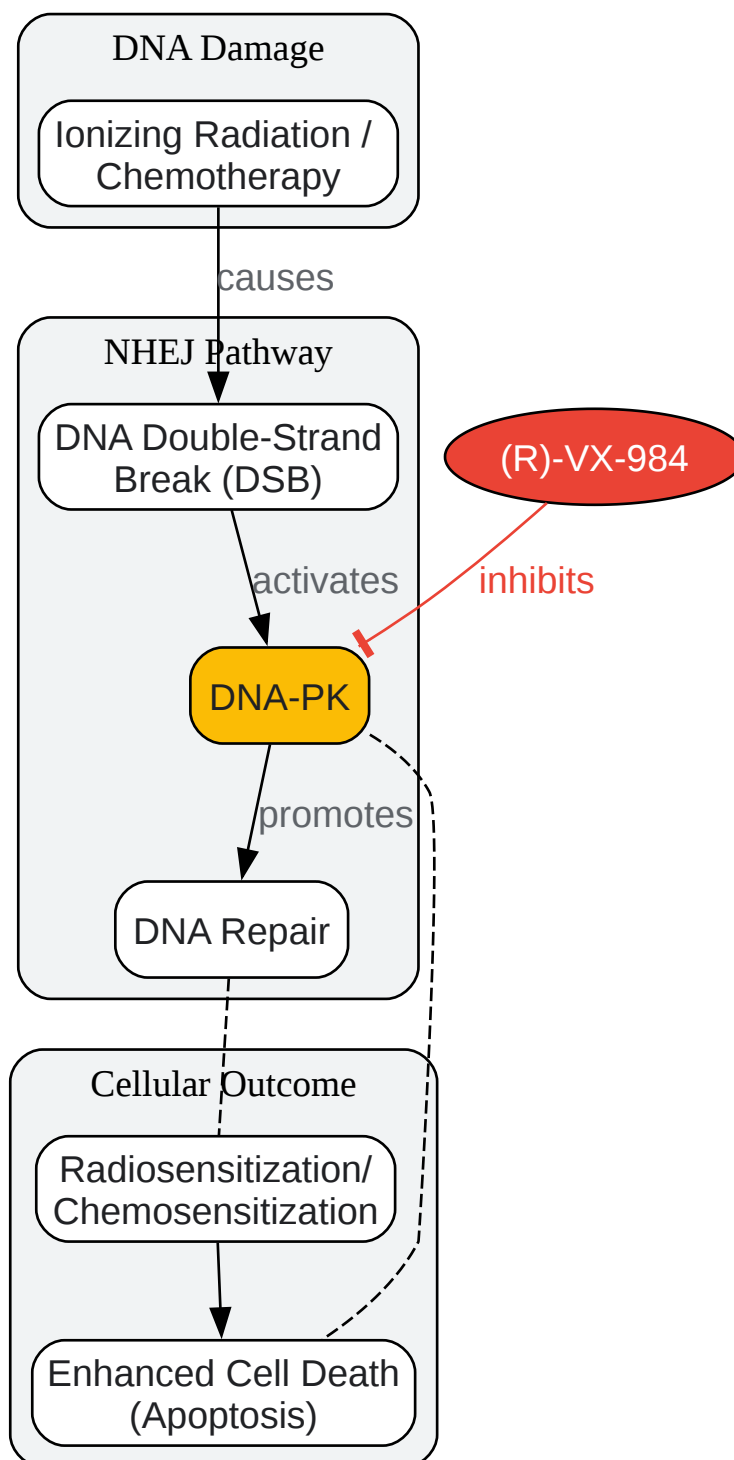 DNA Damage
Ionizing Radiation /
Chemotherapy
causes
NHEJ Pathway
DNA Double-Strand
Break (DSB)
(R)-VX-984
activates
inhibits
DNA-PK
promotes
DNA Repair
Cellular Outcome
Radiosensitization/
Chemosensitization
Enhanced Cell Death
(Apoptosis)